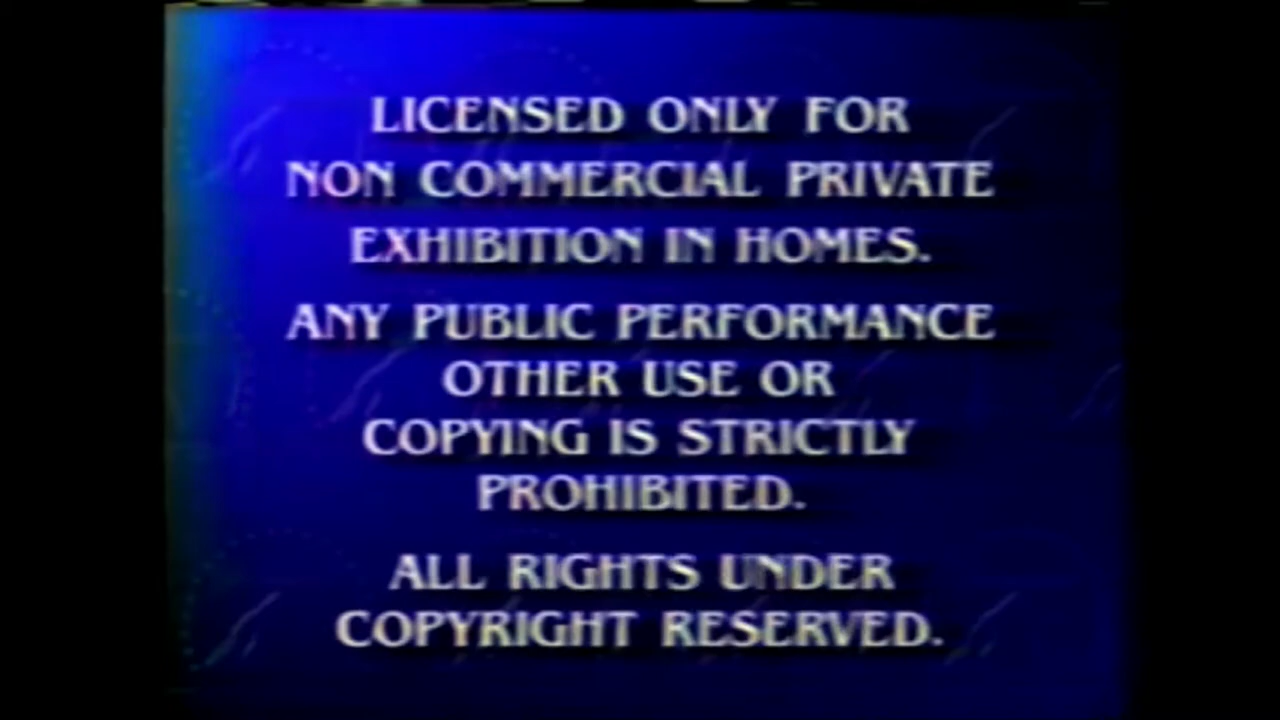 LICENSED ONLY FOR
NON COMMERCIAL PRIVATE
EXHIBITION IN HOMES.
ANY PUBLIC PERFORMANCE
OTHER USE OR
COPYING IS STRICTLY
PROHIBITED.
ALL RIGHTS UNDER
COPYRIGHT RESERVED.